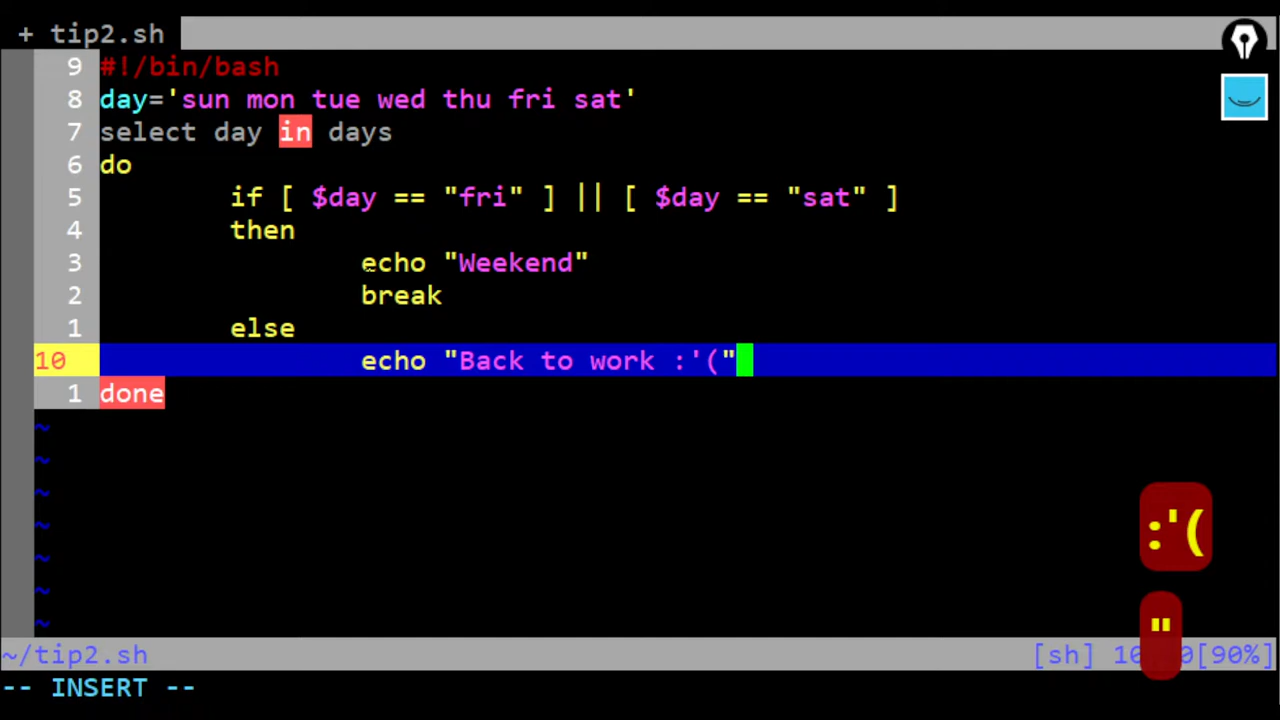 + tip2.sh
9 #!/bin/bash
8 day='sun mon tue wed thu fri sat'
7 select day in days
6 do
5 if [ $day == "fri" ] || [ $day == "sat" ]
4 then
3 echo "Weekend"
2 break
1 else
10 echo "Back to work :'("
1 done
~
~
~
~
~
~
~
:'(
"
~/tip2.sh [sh] 10 0[90%]
-- INSERT --